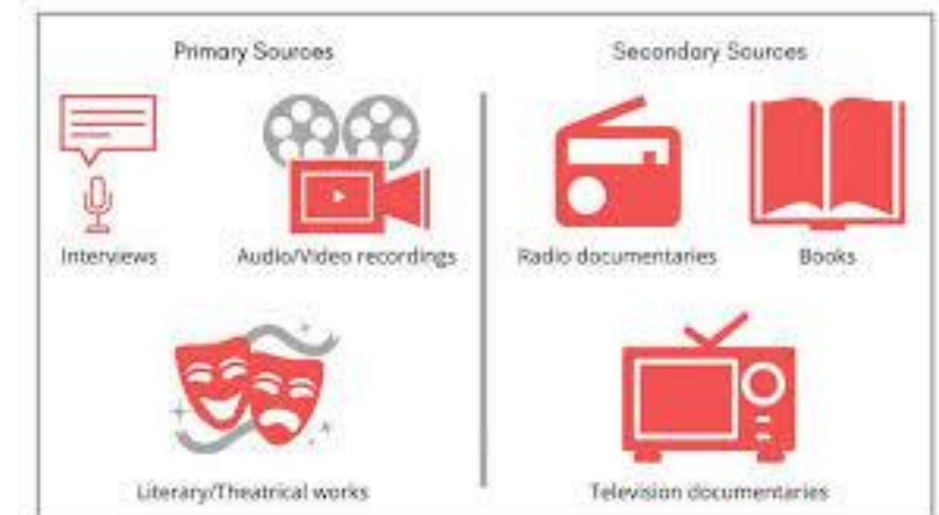 Primary Sources
Interviews
Audio/Video recordings
Literary/Theatrical works
Secondary Sources
Radio documentaries
Books
Television documentaries